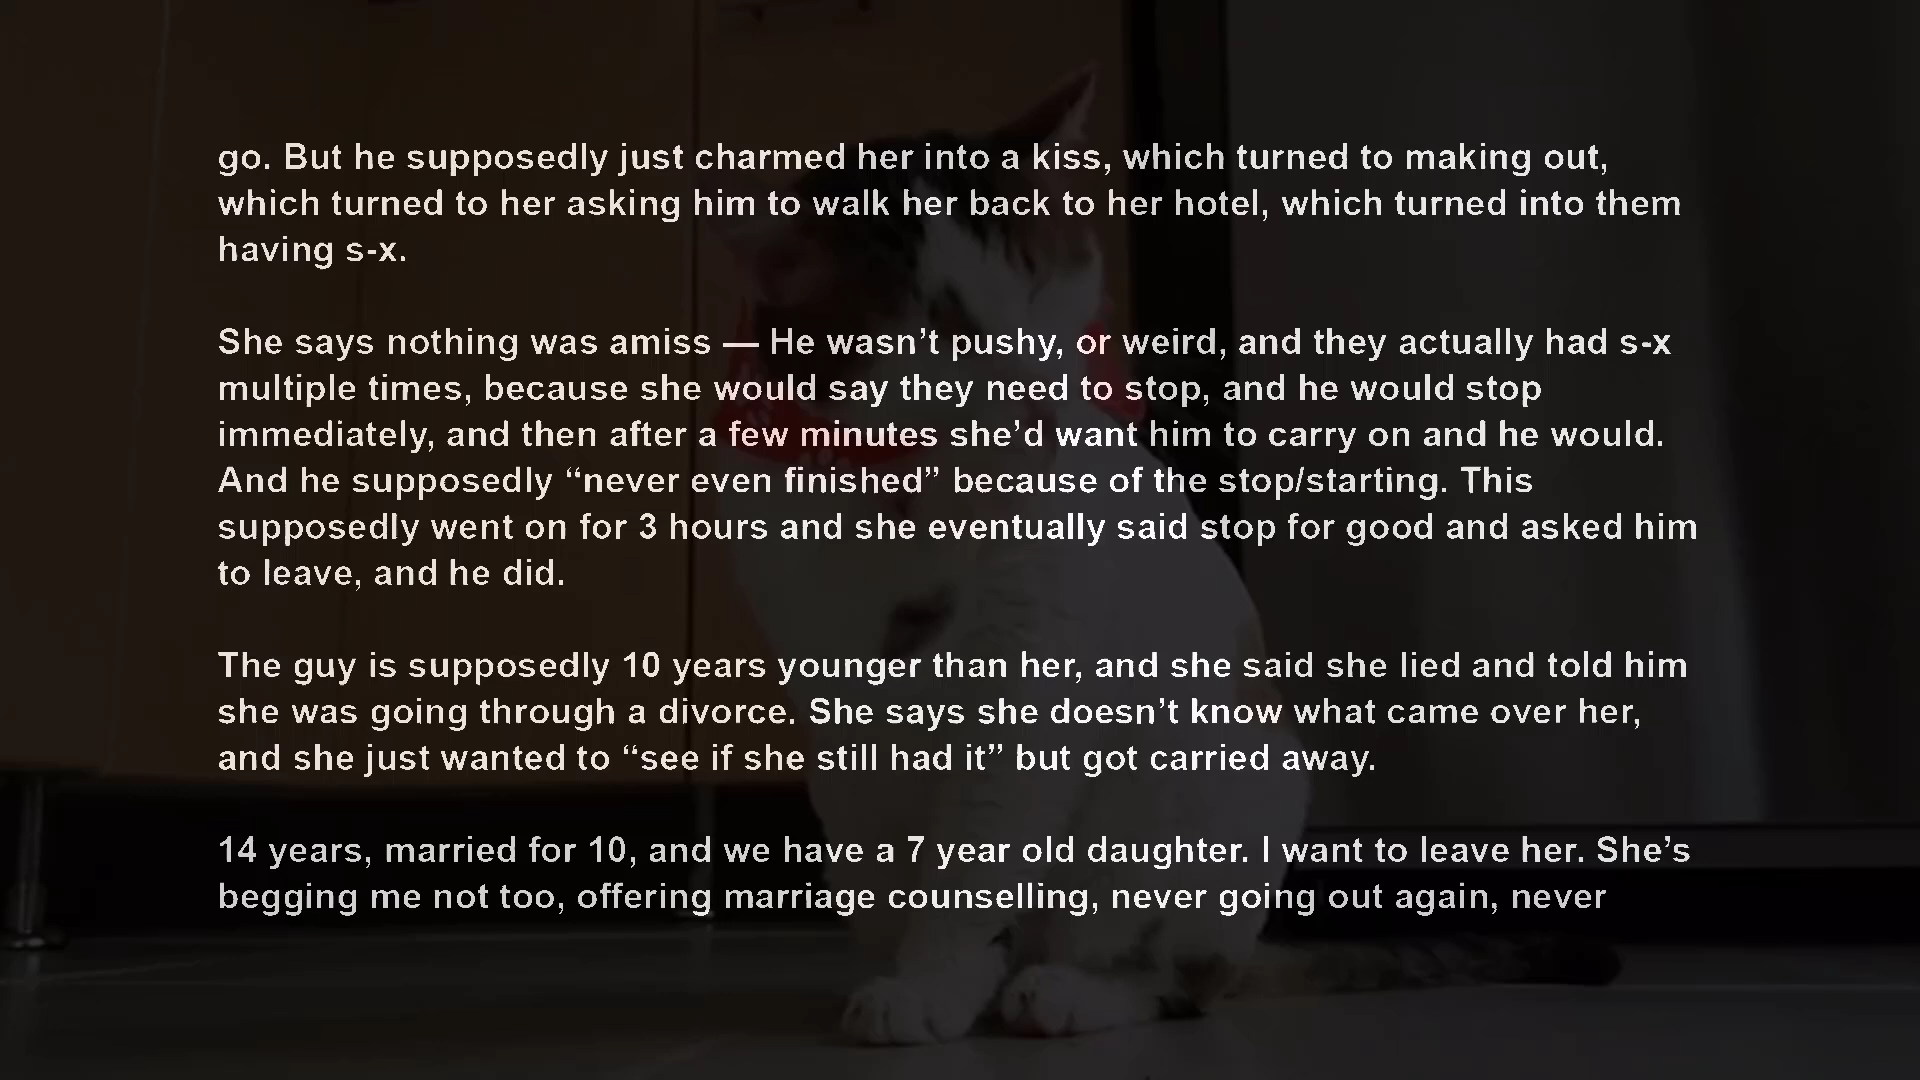 go. But he supposedly just charmed her into a kiss, which turned to making out,
which turned to her asking him to walk her back to her hotel, which turned into them
having s-x.
She says nothing was amiss — He wasn’t pushy, or weird, and they actually had s-x
multiple times, because she would say they need to stop, and he would stop
immediately, and then after a few minutes she’d want him to carry on and he would.
And he supposedly “never even finished” because of the stop/starting. This
supposedly went on for 3 hours and she eventually said stop for good and asked him
to leave, and he did.
The guy is supposedly 10 years younger than her, and she said she lied and told him
she was going through a divorce. She says she doesn’t know what came over her,
and she just wanted to “see if she still had it” but got carried away.
14 years, married for 10, and we have a 7 year old daughter. I want to leave her. She’s
begging me not too, offering marriage counselling, never going out again, never